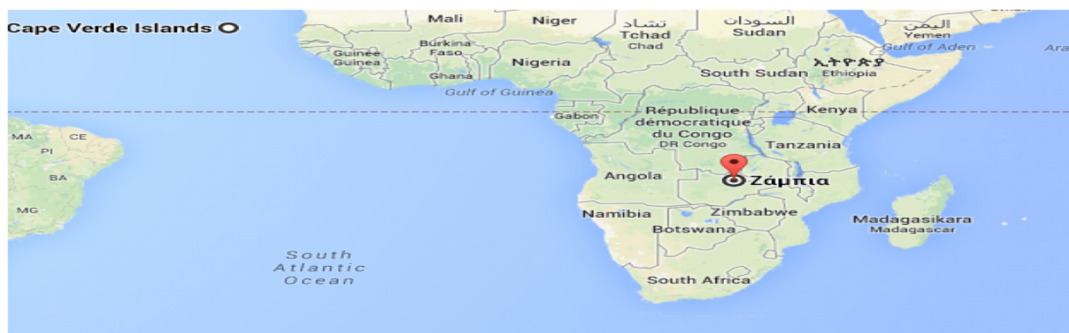 Cape Verde Islands
Mali
Niger
تشاد
Tchad
Chad
السودان
Sudan
اليمن
Yemen
Gulf of Aden
Ara
Guinée
Guinea
Burkina
Faso
Ghana
Nigeria
Gulf of Guinea
South Sudan
ኢትዮጵያ
Ethiopia
Gabon
République
démocratique
du Congo
DR Congo
Kenya
Tanzania
MA
CE
PI
BA
MG
Angola
Ζάμπια
Namibia
Zimbabwe
Botswana
Madagasikara
Madagascar
South
Atlantic
Ocean
South Africa